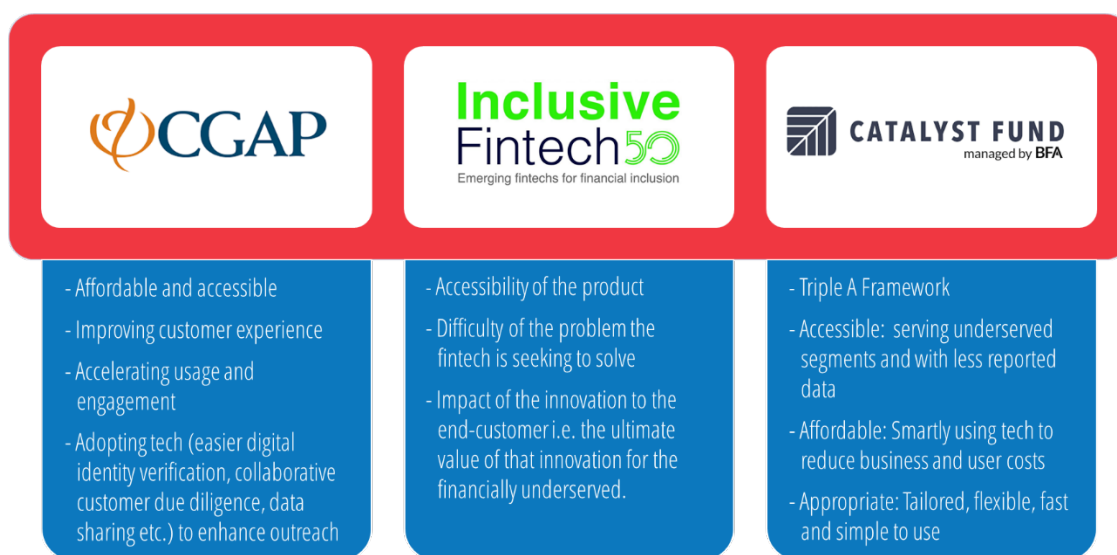 CGAP
Inclusive
Fintech50
Emerging fintechs for financial inclusion
CATALYST FUND
managed by BFA
- Affordable and accessible
- Improving customer experience
- Accelerating usage and
engagement
- Adopting tech (easier digital
identity verification, collaborative
customer due diligence, data
sharing etc.) to enhance outreach
- Accessibility of the product
- Difficulty of the problem the
fintech is seeking to solve
- Impact of the innovation to the
end-customer i.e. the ultimate
value of that innovation for the
financially underserved.
- Triple A Framework
- Accessible: serving underserved
segments and with less reported
data
- Affordable: Smartly using tech to
reduce business and user costs
- Appropriate: Tailored, flexible, fast
and simple to use